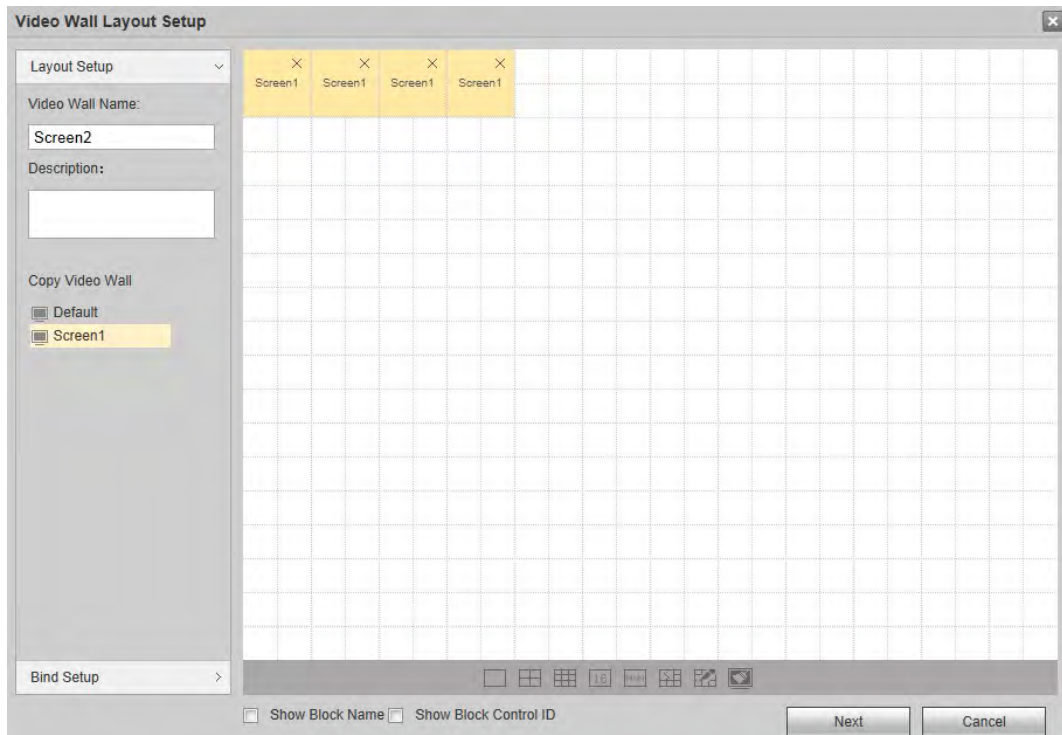 Video Wall Layout Setup
Layout Setup
Video Wall Name:
Screen2
Description:
Copy Video Wall
Default
Screen1
Bind Setup
Screen1 Screen1 Screen1 Screen1
16
Show Block Name Show Block Control ID
Next Cancel